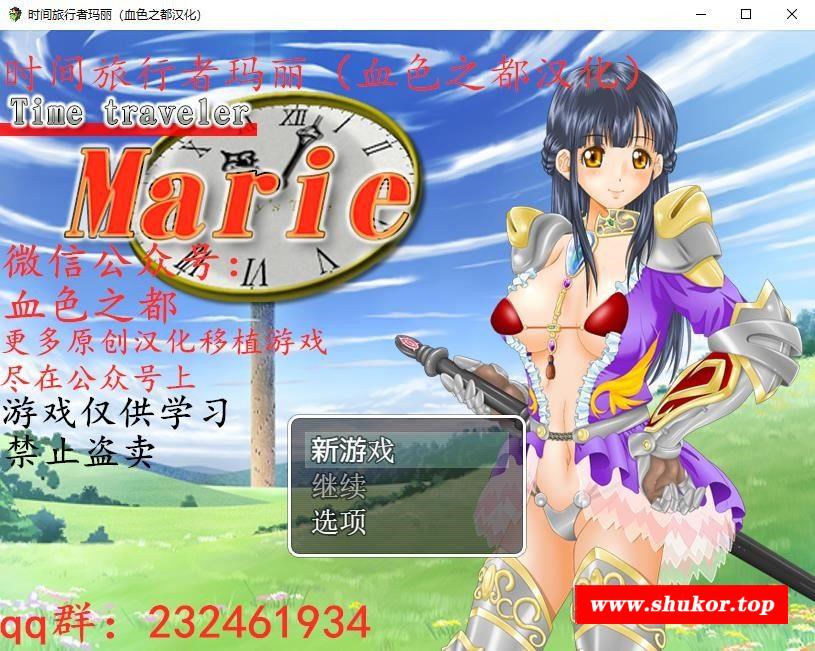 时间旅行者玛丽（血色之都汉化）
时间旅行者玛丽（血色之都汉化）
Time traveler
Marie
微信公众号:
血色之都
更多原创汉化移植游戏
尽在公众号上
游戏仅供学习
禁止盗卖
新游戏
继续
选项
qq群：232461934
www.shukor.top